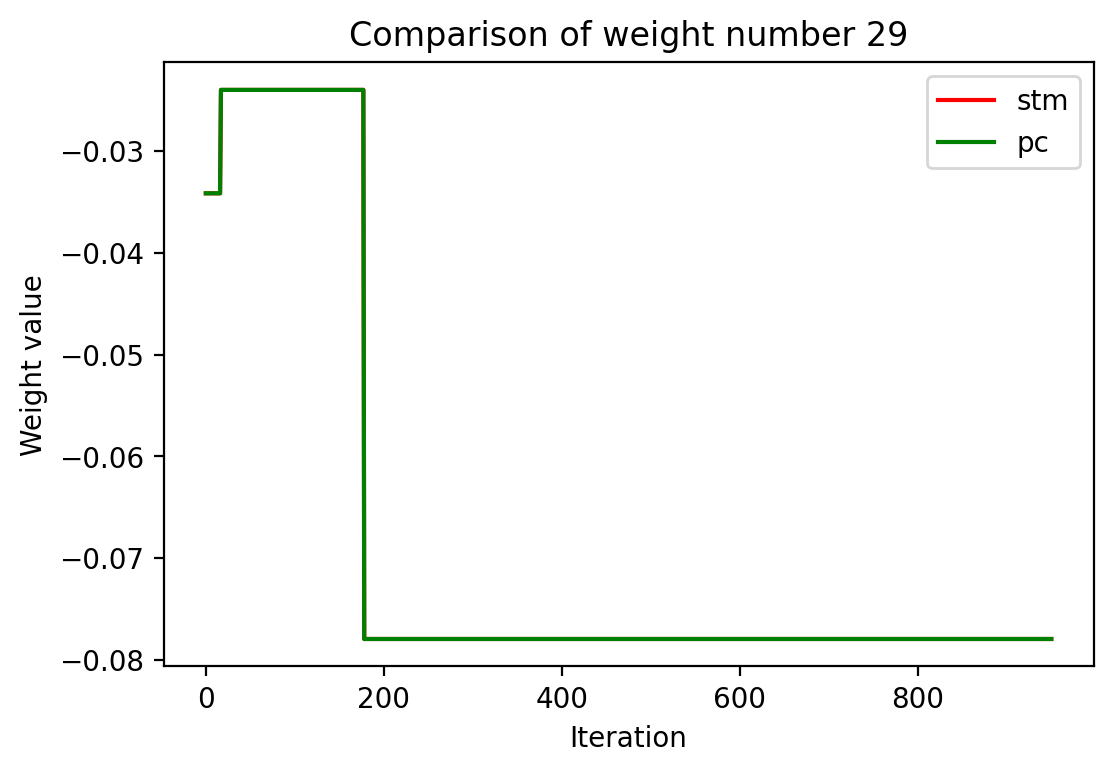 Comparison of weight number 29
stm
pc
−0.03
−0.04
−0.05
−0.06
−0.07
−0.08
Weight value
0 200 400 600 800
Iteration